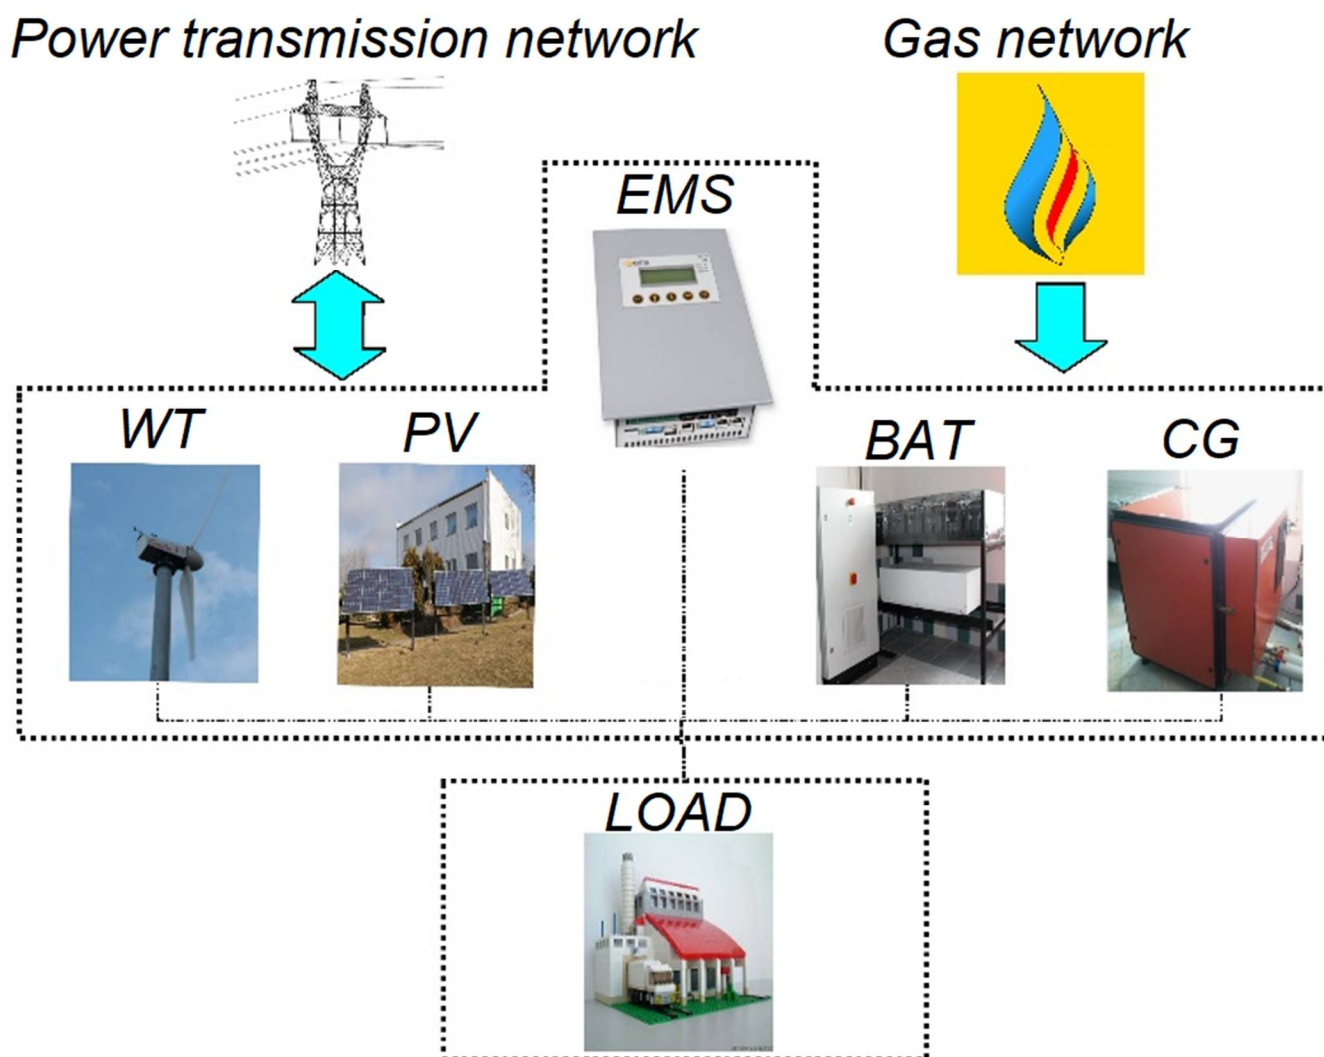 Power transmission network
Gas network
EMS
WT
PV
BAT
CG
LOAD